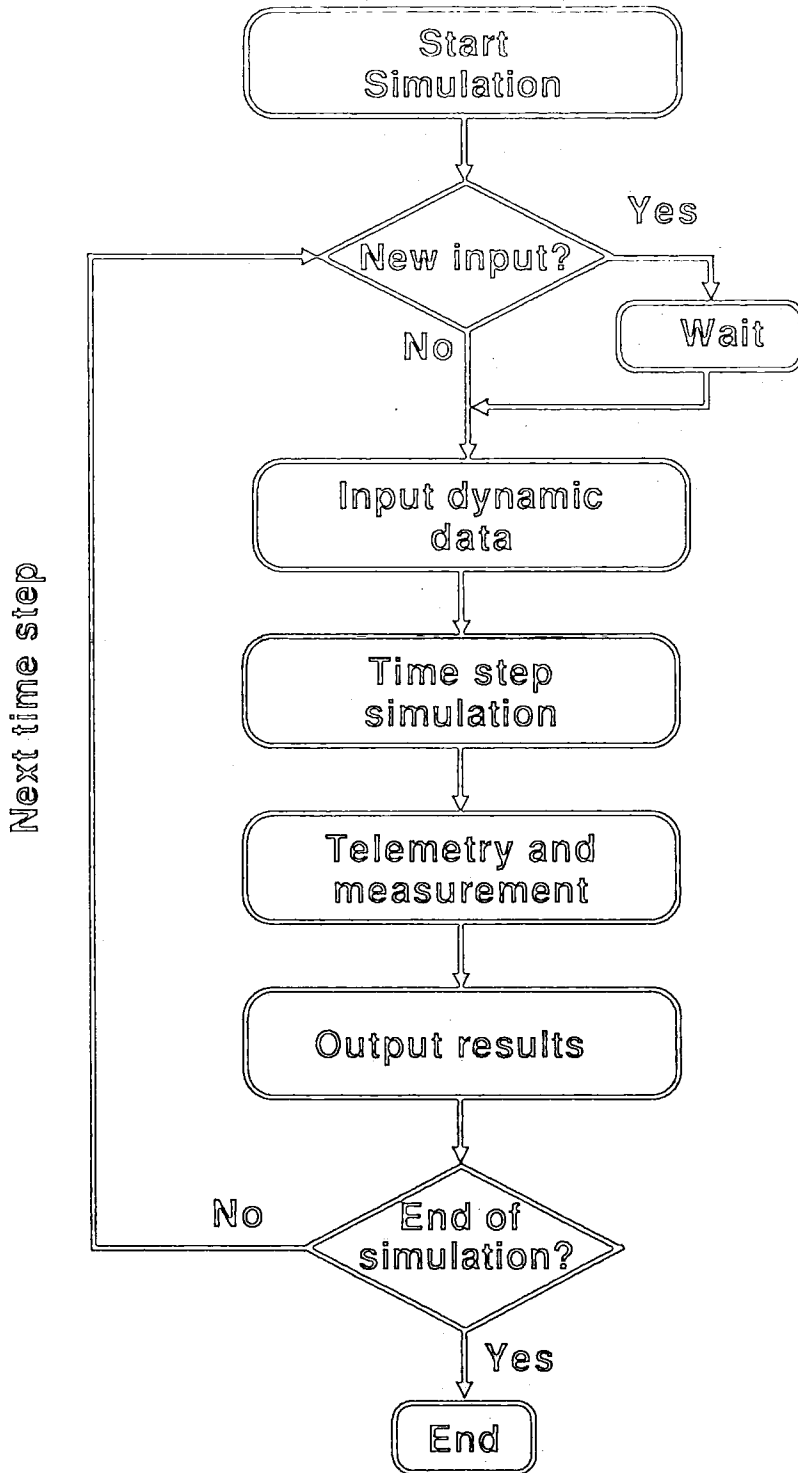 Start
Simulation
New input?
Yes
Wait
No
Input dynamic
data
Time step
simulation
Telemetry and
measurement
Output results
End of
simulation?
No
Next time step
Yes
End